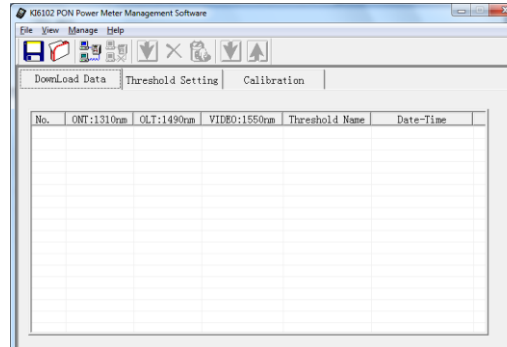 KI6102 PON Power Meter Management Software
File View Manage Help
DownLoad Data Threshold Setting Calibration
No. ONT:1310nm OLT:1490nm VIDEO:1550nm Threshold Name Date-Time